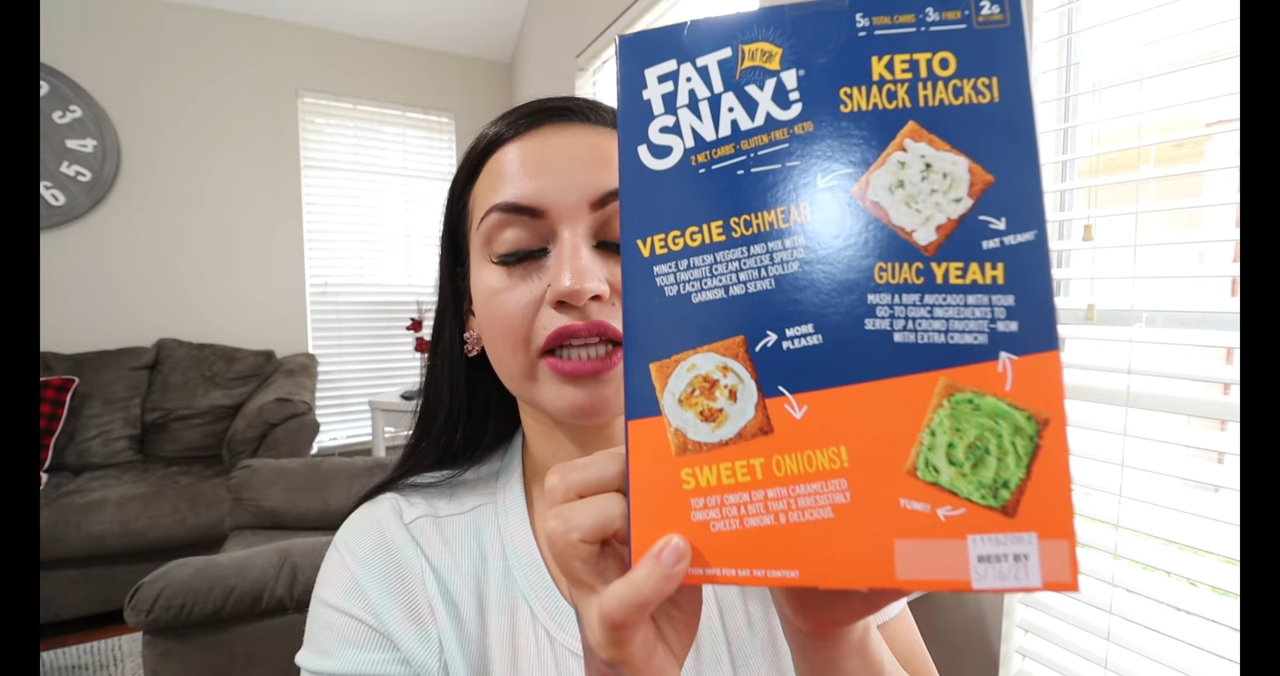 3
4
5
6
5G TOTAL CARBS - 3G FIBER -
2G
FAT
SNAX!
2 NET CARBS* · GLUTEN-FREE · KETO
KETO
SNACK HACKS!
VEGGIE SCHMEAR
MINCE UP FRESH VEGGIES AND MIX WITH
YOUR FAVORITE CREAM CHEESE SPREAD.
TOP EACH CRACKER WITH A DOLLOP,
GARNISH, AND SERVE!
FAT YEAH!
GUAC YEAH
MASH A RIPE AVOCADO WITH YOUR
GO-TO GUAC INGREDIENTS TO
SERVE UP A CROWD FAVORITE—NOW
WITH EXTRA CRUNCH!
MORE
PLEASE!
SWEET ONIONS!
TOP OFF ONION DIP WITH CARAMELIZED
ONIONS FOR A BITE THAT'S IRRESISTIBLY
CHEESY, ONIONY, & DELICIOUS.
YUM!!
INFO FOR SAT. FAT CONTENT
BEST BY